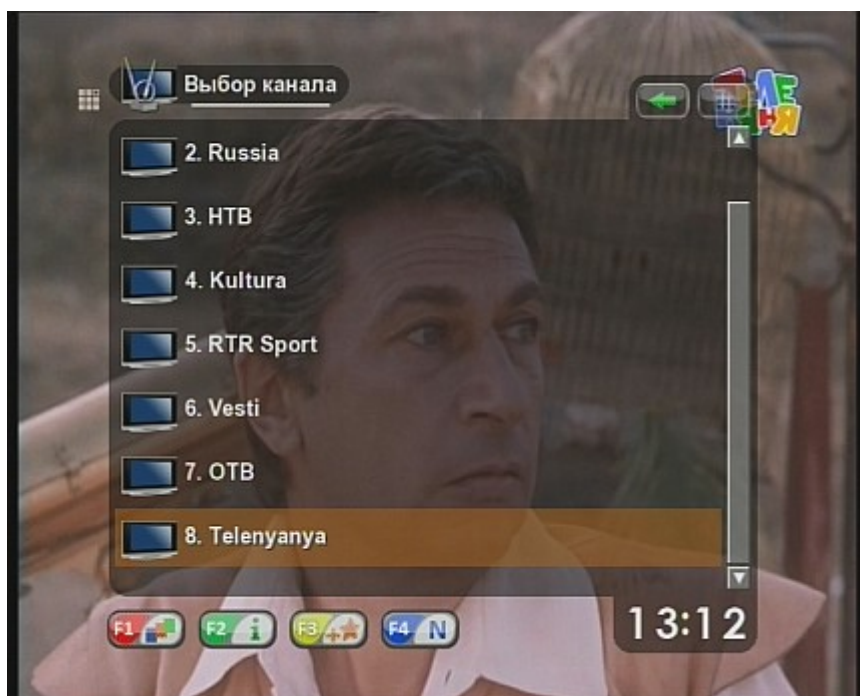 Выбор канала
2. Russia
3. НТВ
4. Kultura
5. RTR Sport
6. Vesti
7. ОТВ
8. Telenyanya
F1 F2 i F3 F4 N
13:12